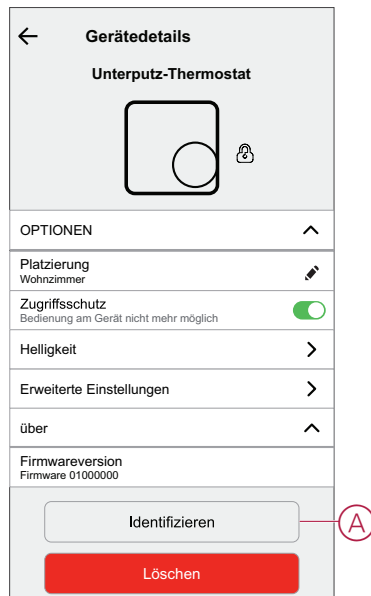 Gerätedetails
Unterputz-Thermostat
OPTIONEN
Platzierung
Wohnzimmer
Zugriffsschutz
Bedienung am Gerät nicht mehr möglich
Helligkeit
Erweiterte Einstellungen
über
Firmwareversion
Firmware 01000000
Identifizieren
A
Löschen